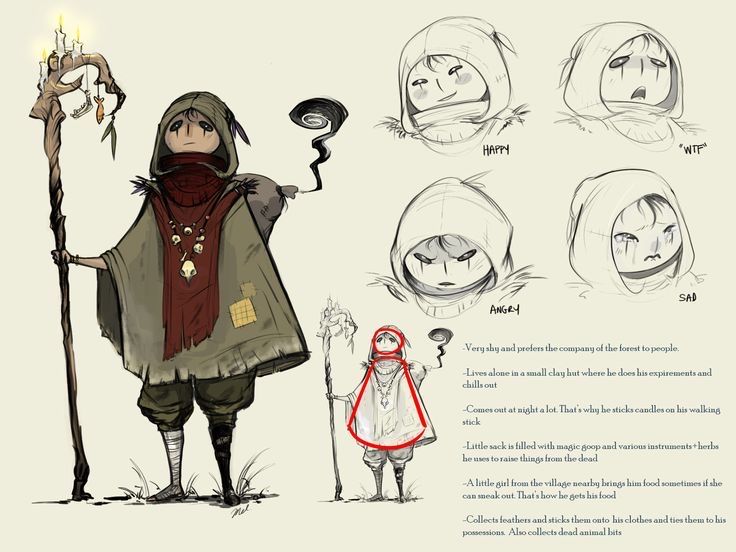 HAPPY
"WTF"
ANGRY
SAD
-Very shy and prefers the company of the forest to people.
-Lives alone in a small clay hut where he does his expirements and
chills out
-Comes out at night a lot. That's why he sticks candles on his walking
stick
-Little sack is filled with magic goop and various instruments+herbs
he uses to raise things from the dead
-A little girl from the village nearby brings him food sometimes if she
can sneak out. That's how he gets his food
-Collects feathers and sticks them onto his clothes and ties them to his
possessions. Also collects dead animal bits